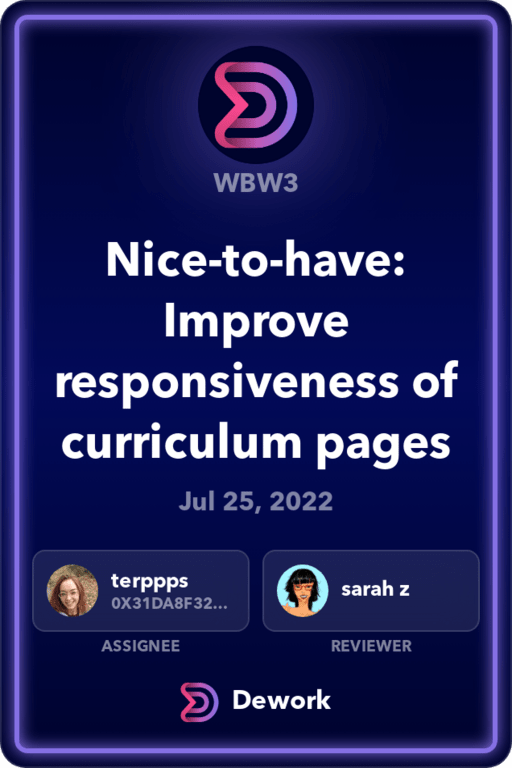 WBW3
Nice-to-have:
Improve
responsiveness of
curriculum pages
Jul 25, 2022
terppps
0X31DA8F32...
sarah z
ASSIGNEE
REVIEWER
Dework